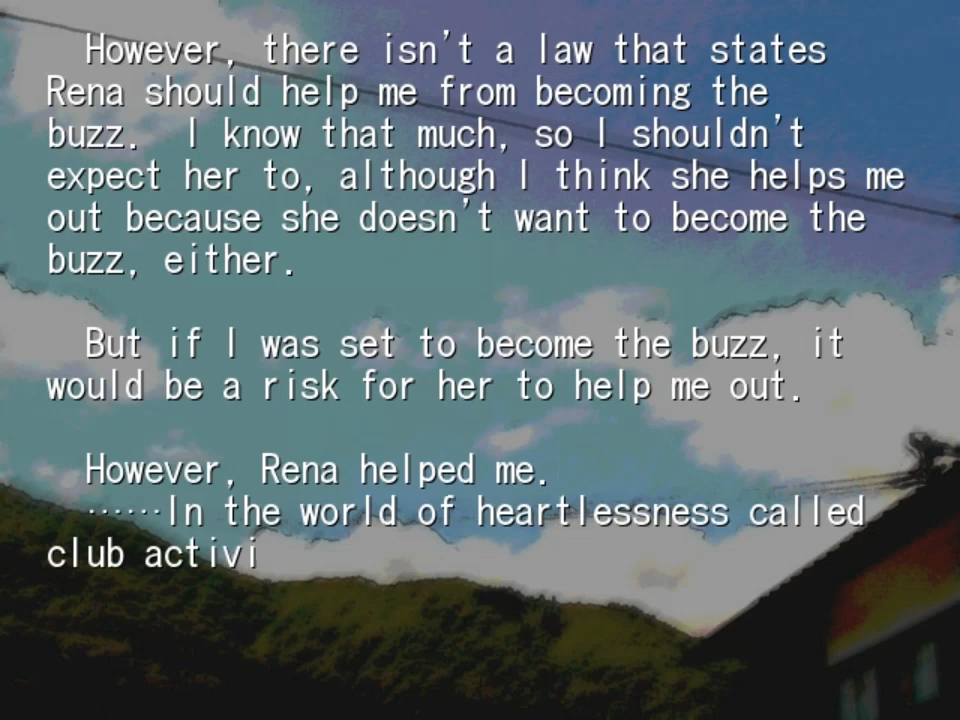 However, there isn't a law that states
Rena should help me from becoming the
buzz.  I know that much, so I shouldn't
expect her to, although I think she helps me
out because she doesn't want to become the
buzz, either.
But if I was set to become the buzz, it
would be a risk for her to help me out.
However, Rena helped me.
……In the world of heartlessness called
club activi